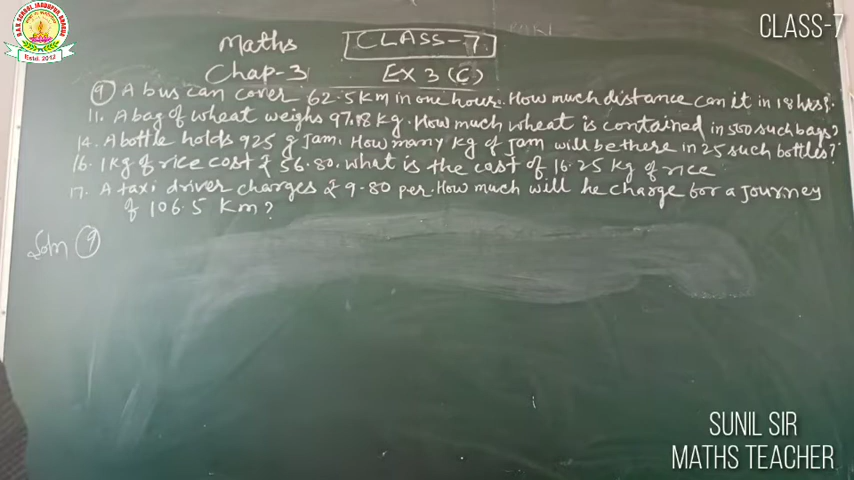 D.A.V. SCHOOL, JAGDUPUR, BOKARO
Estd. 2012
CLASS-7
Maths CLASS-7
Chap-3 EX 3 (C)
9 A bus can cover 62.5 Km in one hour. How much distance can it in 18 hrs?
11. A bag of wheat weighs 97.18 Kg. How much wheat is contained in 500 such bags?
14. A bottle holds 925 g Jam. How many Kg of Jam will be there in 25 such bottles?
16. 1 Kg of rice cost ₹ 56.80. what is the cost of 16.25 Kg of rice
17. A taxi driver charges ₹ 9.80 per. How much will he charge for a Journey
of 106.5 Km?
Soln 9
SUNIL SIR
MATHS TEACHER